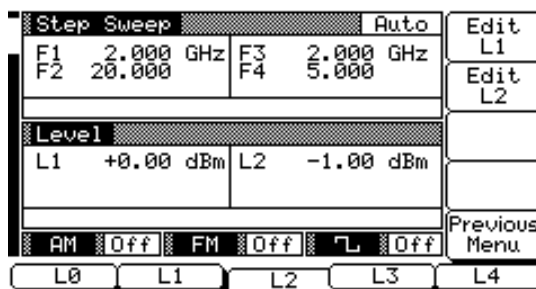 Step Sweep Auto
F1 2.000 GHz F3 2.000 GHz
F2 20.000 F4 5.000
Level
L1 +0.00 dBm L2 -1.00 dBm
AM Off FM Off Off
L0 L1 L2 L3 L4
Edit
L1
Edit
L2
Previous
Menu